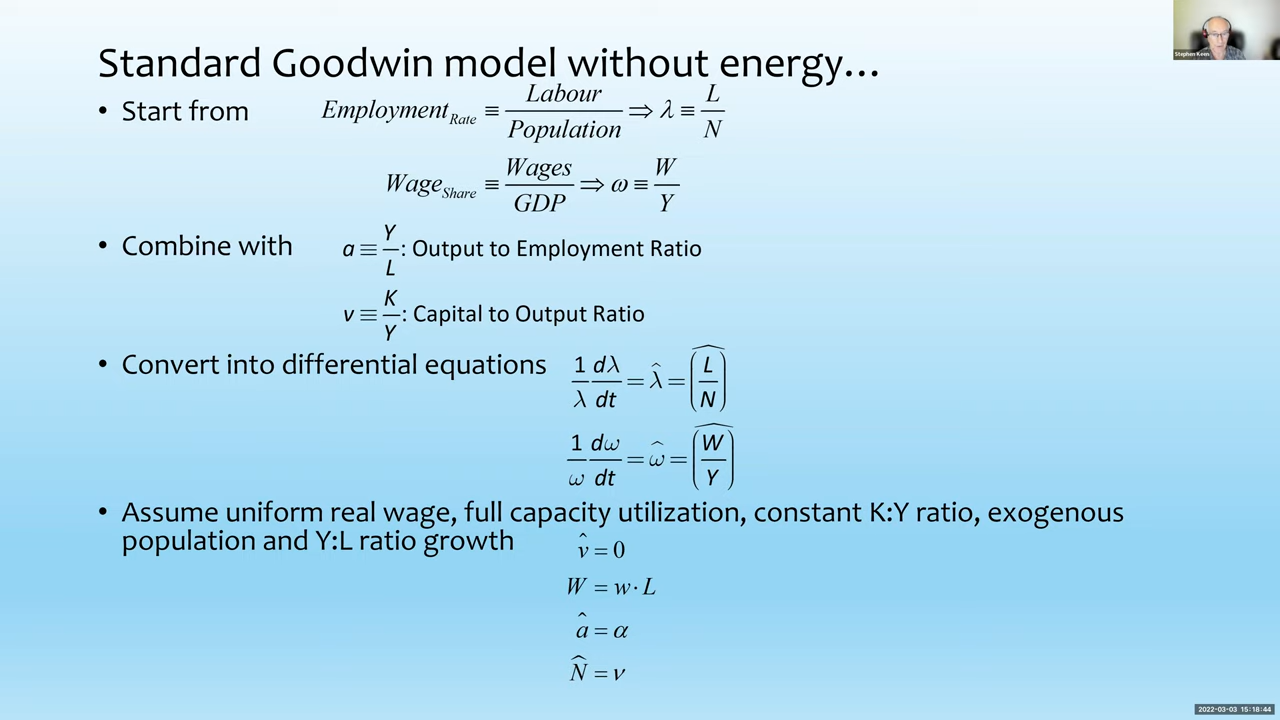 Stephen Keen
Standard Goodwin model without energy…
• Start from Employment_Rate ≡ Labour/Population ⇒ λ ≡ L/N
Wage_Share ≡ Wages/GDP ⇒ ω ≡ W/Y
• Combine with a ≡ Y/L : Output to Employment Ratio
v ≡ K/Y : Capital to Output Ratio
• Convert into differential equations 1/λ dλ/dt = λ̂ = (L/N)^
1/ω dω/dt = ω̂ = (W/Y)^
• Assume uniform real wage, full capacity utilization, constant K:Y ratio, exogenous
population and Y:L ratio growth
v̂ = 0
W = w · L
â = α
N̂ = ν
2022-03-03 15:18:44